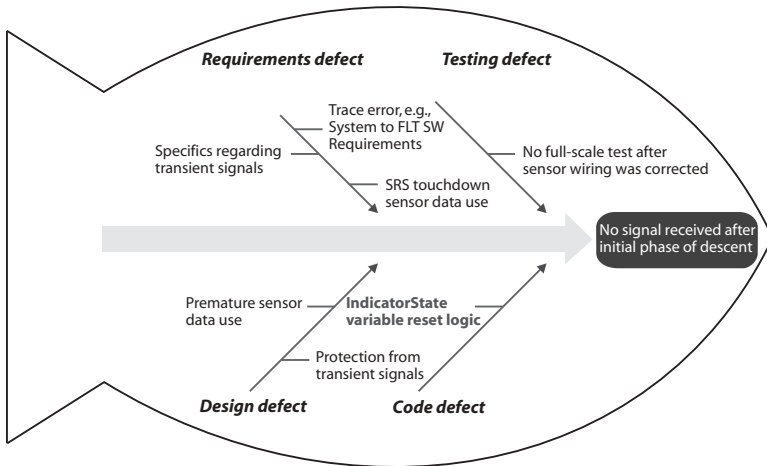 Requirements defect
Testing defect
Trace error, e.g.,
System to FLT SW
Requirements
Specifics regarding
transient signals
SRS touchdown
sensor data use
No full-scale test after
sensor wiring was corrected
No signal received after
initial phase of descent
Premature sensor
data use
IndicatorState
variable reset logic
Protection from
transient signals
Design defect
Code defect